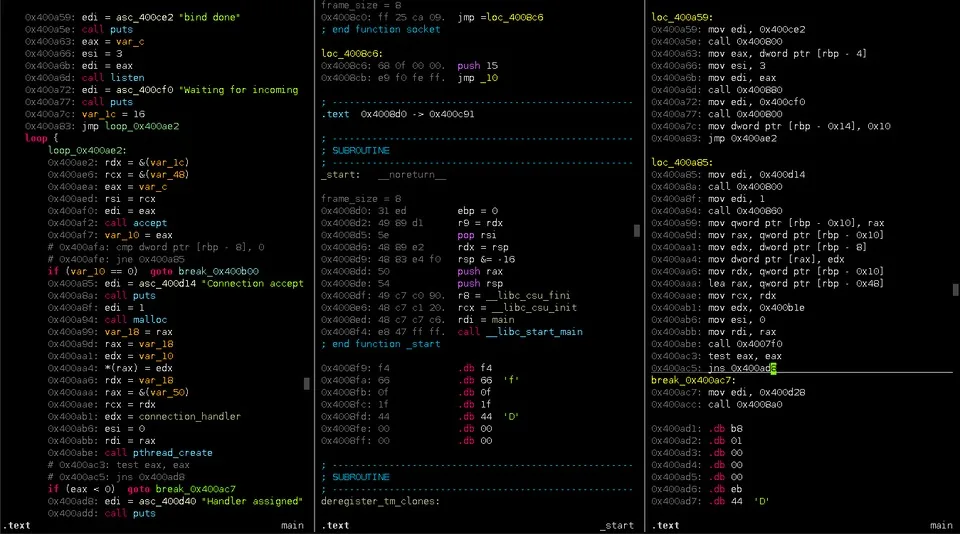 0x400a59: edi = asc_400ce2 "bind done"
0x400a5e: call puts
0x400a63: eax = var_c
0x400a66: esi = 3
0x400a6b: edi = eax
0x400a6d: call listen
0x400a72: edi = asc_400cf0 "Waiting for incoming
0x400a77: call puts
0x400a7c: var_1c = 16
0x400a83: jmp loop_0x400ae2
loop {
loop_0x400ae2:
0x400ae2: rdx = &(var_1c)
0x400ae6: rcx = &(var_48)
0x400aea: eax = var_c
0x400aed: rsi = rcx
0x400af0: edi = eax
0x400af2: call accept
0x400af7: var_10 = eax
# 0x400afa: cmp dword ptr [rbp - 8], 0
# 0x400afe: jne 0x400a85
if (var_10 == 0)  goto break_0x400b00
0x400a85: edi = asc_400d14 "Connection accept
0x400a8a: call puts
0x400a8f: edi = 1
0x400a94: call malloc
0x400a99: var_18 = rax
0x400a9d: rax = var_18
0x400aa1: edx = var_10
0x400aa4: *(rax) = edx
0x400aa6: rdx = var_18
0x400aaa: rax = &(var_50)
0x400aae: rcx = rdx
0x400ab1: edx = connection_handler
0x400ab6: esi = 0
0x400abb: rdi = rax
0x400abe: call pthread_create
# 0x400ac3: test eax, eax
# 0x400ac5: jns 0x400ad8
if (eax < 0)  goto break_0x400ac7
0x400ad8: edi = asc_400d40 "Handler assigned"
0x400add: call puts
.text main
frame_size = 8
0x4008c0: ff 25 ca 09. jmp =loc_4008c6
; end function socket
loc_4008c6:
0x4008c6: 68 0f 00 00. push 15
0x4008cb: e9 f0 fe ff. jmp _10
; ----------------------------------------
.text  0x4008d0 -> 0x400c91
; ----------------------------------------
; SUBROUTINE
; ----------------------------------------
_start:   __noreturn__
frame_size = 8
0x4008d0: 31 ed ebp = 0
0x4008d2: 49 89 d1 r9 = rdx
0x4008d5: 5e pop rsi
0x4008d6: 48 89 e2 rdx = rsp
0x4008d9: 48 83 e4 f0 rsp &= -16
0x4008dd: 50 push rax
0x4008de: 54 push rsp
0x4008df: 49 c7 c0 90. r8 = __libc_csu_fini
0x4008e6: 48 c7 c1 20. rcx = __libc_csu_init
0x4008ed: 48 c7 c7 c6. rdi = main
0x4008f4: e8 47 ff ff. call __libc_start_main
; end function _start
0x4008f9: f4 .db f4
0x4008fa: 66 .db 66 'f'
0x4008fb: 0f .db 0f
0x4008fc: 1f .db 1f
0x4008fd: 44 .db 44 'D'
0x4008fe: 00 .db 00
0x4008ff: 00 .db 00
; ----------------------------------------
; SUBROUTINE
; ----------------------------------------
deregister_tm_clones:
.text _start
loc_400a59:
0x400a59: mov edi, 0x400ce2
0x400a5e: call 0x400800
0x400a63: mov eax, dword ptr [rbp - 4]
0x400a66: mov esi, 3
0x400a6b: mov edi, eax
0x400a6d: call 0x400880
0x400a72: mov edi, 0x400cf0
0x400a77: call 0x400800
0x400a7c: mov dword ptr [rbp - 0x14], 0x10
0x400a83: jmp 0x400ae2
loc_400a85:
0x400a85: mov edi, 0x400d14
0x400a8a: call 0x400800
0x400a8f: mov edi, 1
0x400a94: call 0x400860
0x400a99: mov qword ptr [rbp - 0x10], rax
0x400a9d: mov rax, qword ptr [rbp - 0x10]
0x400aa1: mov edx, dword ptr [rbp - 8]
0x400aa4: mov dword ptr [rax], edx
0x400aa6: mov rdx, qword ptr [rbp - 0x10]
0x400aaa: lea rax, qword ptr [rbp - 0x48]
0x400aae: mov rcx, rdx
0x400ab1: mov edx, 0x400b1e
0x400ab6: mov esi, 0
0x400abb: mov rdi, rax
0x400abe: call 0x4007f0
0x400ac3: test eax, eax
0x400ac5: jns 0x400ad8
break_0x400ac7:
0x400ac7: mov edi, 0x400d28
0x400acc: call 0x4008a0
0x400ad1: .db b8
0x400ad2: .db 01
0x400ad3: .db 00
0x400ad4: .db 00
0x400ad5: .db 00
0x400ad6: .db eb
0x400ad7: .db 44  'D'
.text main